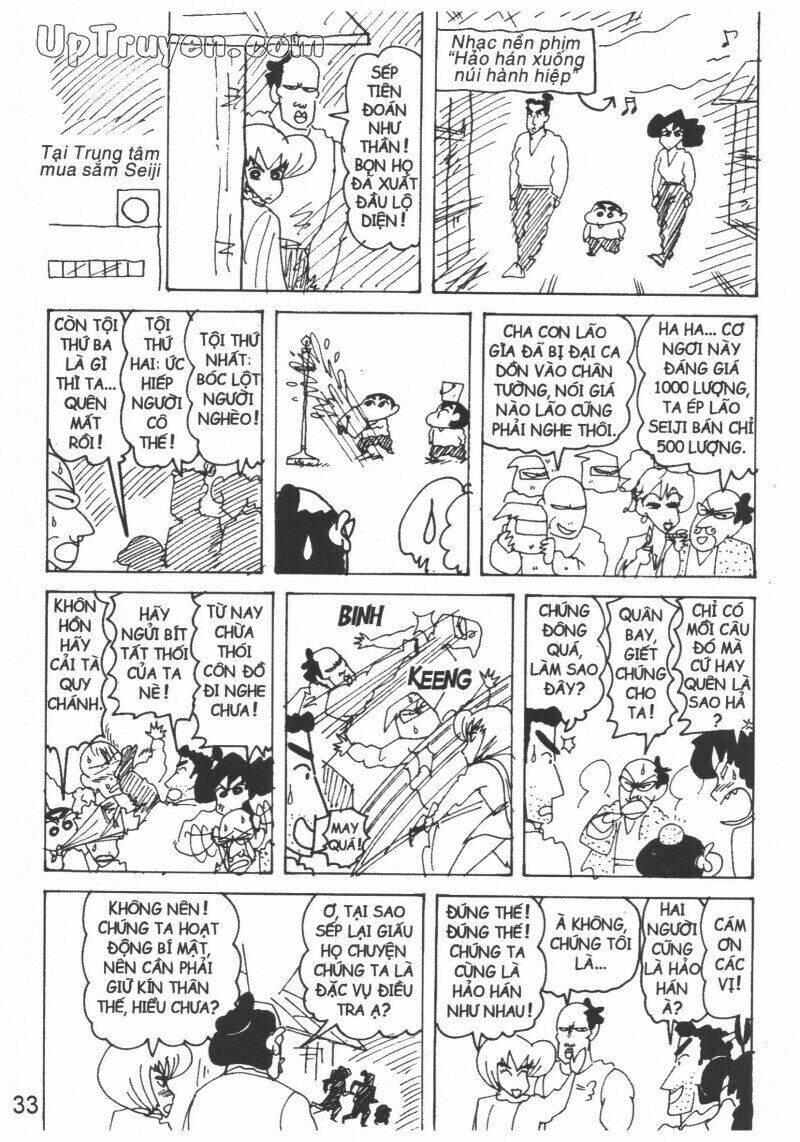 UpTruyen.com
Nhạc nền phim
“Hảo hán xuống
núi hành hiệp”
SẾP
TIÊN
ĐOÁN
NHƯ
THẦN!
BỌN HỌ
ĐÃ XUẤT
ĐẦU LỘ
DIỆN!
Tại Trung tâm
mua sắm Seiji
HA HA... CƠ
NGƠI NÀY
ĐÁNG GIÁ
1000 LƯỢNG,
TA ÉP LÃO
SEIJI BÁN CHỈ
500 LƯỢNG.
CHA CON LÃO
GIÀ ĐÃ BỊ ĐẠI CA
DỒN VÀO CHÂN
TƯỜNG, NÓI GIÁ
NÀO LÃO CŨNG
PHẢI NGHE THÔI.
TỘI THỨ
NHẤT:
BÓC LỘT
NGƯỜI
NGHÈO!
TỘI
THỨ
HAI: ỨC
HIẾP
NGƯỜI
CÔ
THẾ!
CÒN TỘI
THỨ BA
LÀ GÌ
THÌ TA...
QUÊN
MẤT
RỒI!
CHỈ CÓ
MỖI CÂU
ĐÓ MÀ
CỨ HAY
QUÊN LÀ
SAO HẢ
?
QUÂN
BAY,
GIẾT
CHÚNG
CHO
TA!
CHÚNG
ĐÔNG
QUÁ,
LÀM SAO
ĐÂY?
BINH
KEENG
MAY
QUÁ!
TỪ NAY
CHỪA
THÓI
CÔN ĐỒ
ĐI NGHE
CHƯA!
HÃY
NGỬI BÍT
TẤT THỐI
CỦA TA
NÈ!
KHÔN
HỒN
HÃY
CẢI TÀ
QUY
CHÁNH.
CÁM
ƠN
CÁC
VỊ!
HAI
NGƯỜI
CŨNG
LÀ HẢO
HÁN
À?
À KHÔNG,
CHÚNG TÔI
LÀ...
ĐÚNG THẾ!
ĐÚNG THẾ!
CHÚNG TA
CÙNG LÀ
HẢO HÁN
NHƯ NHAU!
Ơ, TẠI SAO
SẾP LẠI GIẤU
HỌ CHUYỆN
CHÚNG TA LÀ
ĐẶC VỤ ĐIỀU
TRA Ạ?
KHÔNG NÊN!
CHÚNG TA HOẠT
ĐỘNG BÍ MẬT,
NÊN CẦN PHẢI
GIỮ KÍN THÂN
THẾ, HIỂU CHƯA?
33